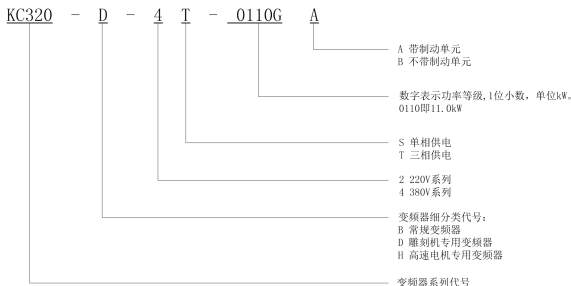 KC320 - D - 4 T - 0110G A
A 带制动单元
B 不带制动单元
数字表示功率等级,1位小数，单位kW。
0110即11.0kW
S 单相供电
T 三相供电
2 220V系列
4 380V系列
变频器细分类代号:
B 常规变频器
D 雕刻机专用变频器
H 高速电机专用变频器
变频器系列代号